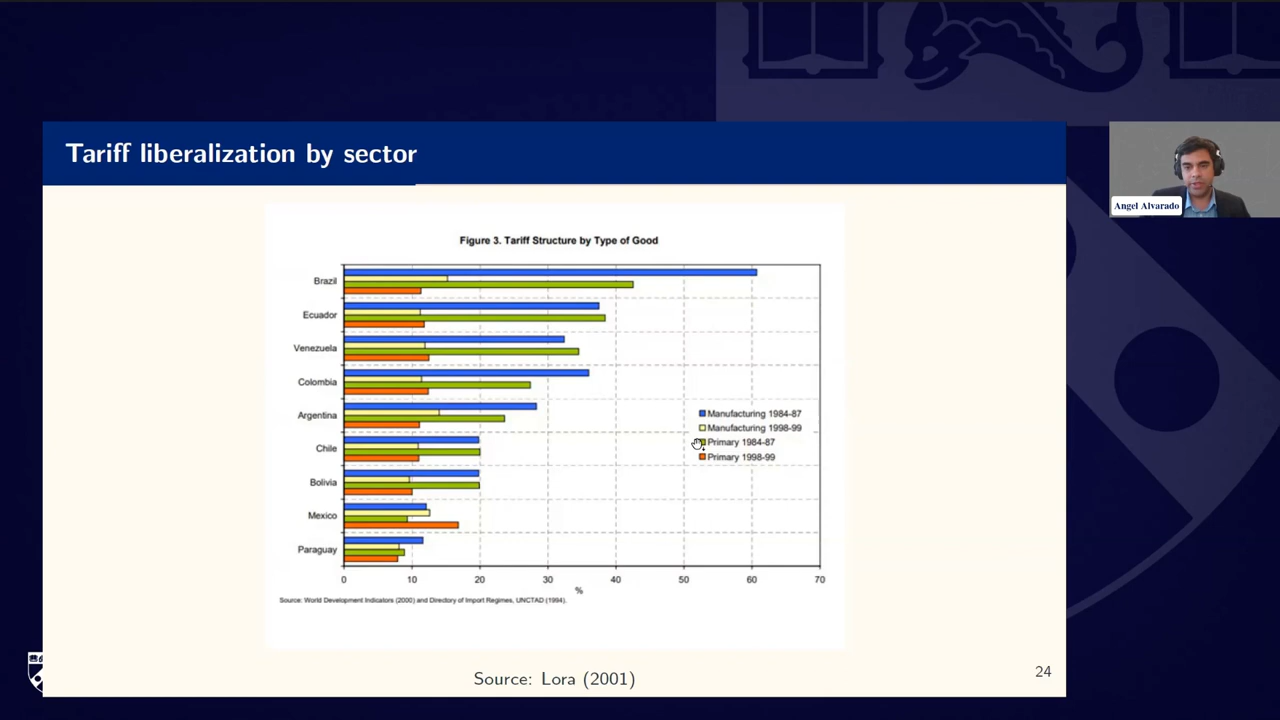 Tariff liberalization by sector
Angel Alvarado
Figure 3. Tariff Structure by Type of Good
Brazil
Ecuador
Venezuela
Colombia
Argentina
Chile
Bolivia
Mexico
Paraguay
Manufacturing 1984-87
Manufacturing 1998-99
Primary 1984-87
Primary 1998-99
0 10 20 30 40 50 60 70
%
Source: World Development Indicators (2000) and Directory of Import Regimes, UNCTAD (1994).
Source: Lora (2001)
24